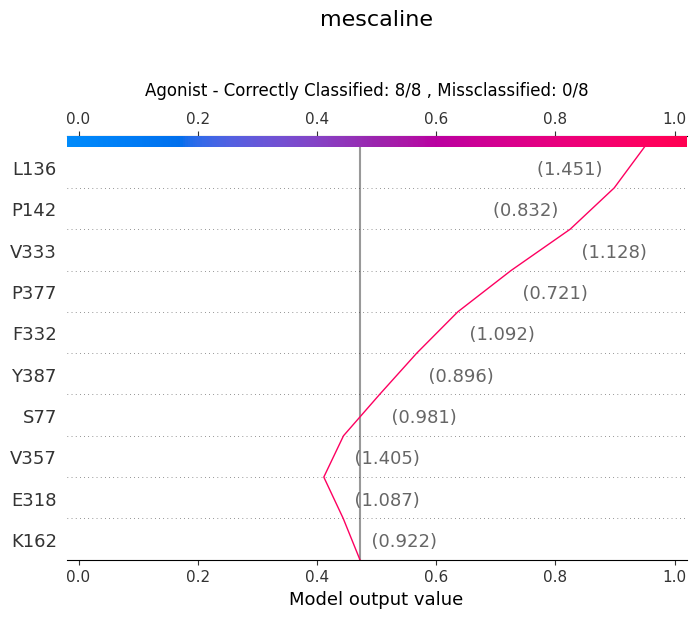 mescaline
Agonist - Correctly Classified: 8/8 , Missclassified: 0/8
0.0 0.2 0.4 0.6 0.8 1.0
L136 (1.451)
P142 (0.832)
V333 (1.128)
P377 (0.721)
F332 (1.092)
Y387 (0.896)
S77 (0.981)
V357 (1.405)
E318 (1.087)
K162 (0.922)
0.0 0.2 0.4 0.6 0.8 1.0
Model output value